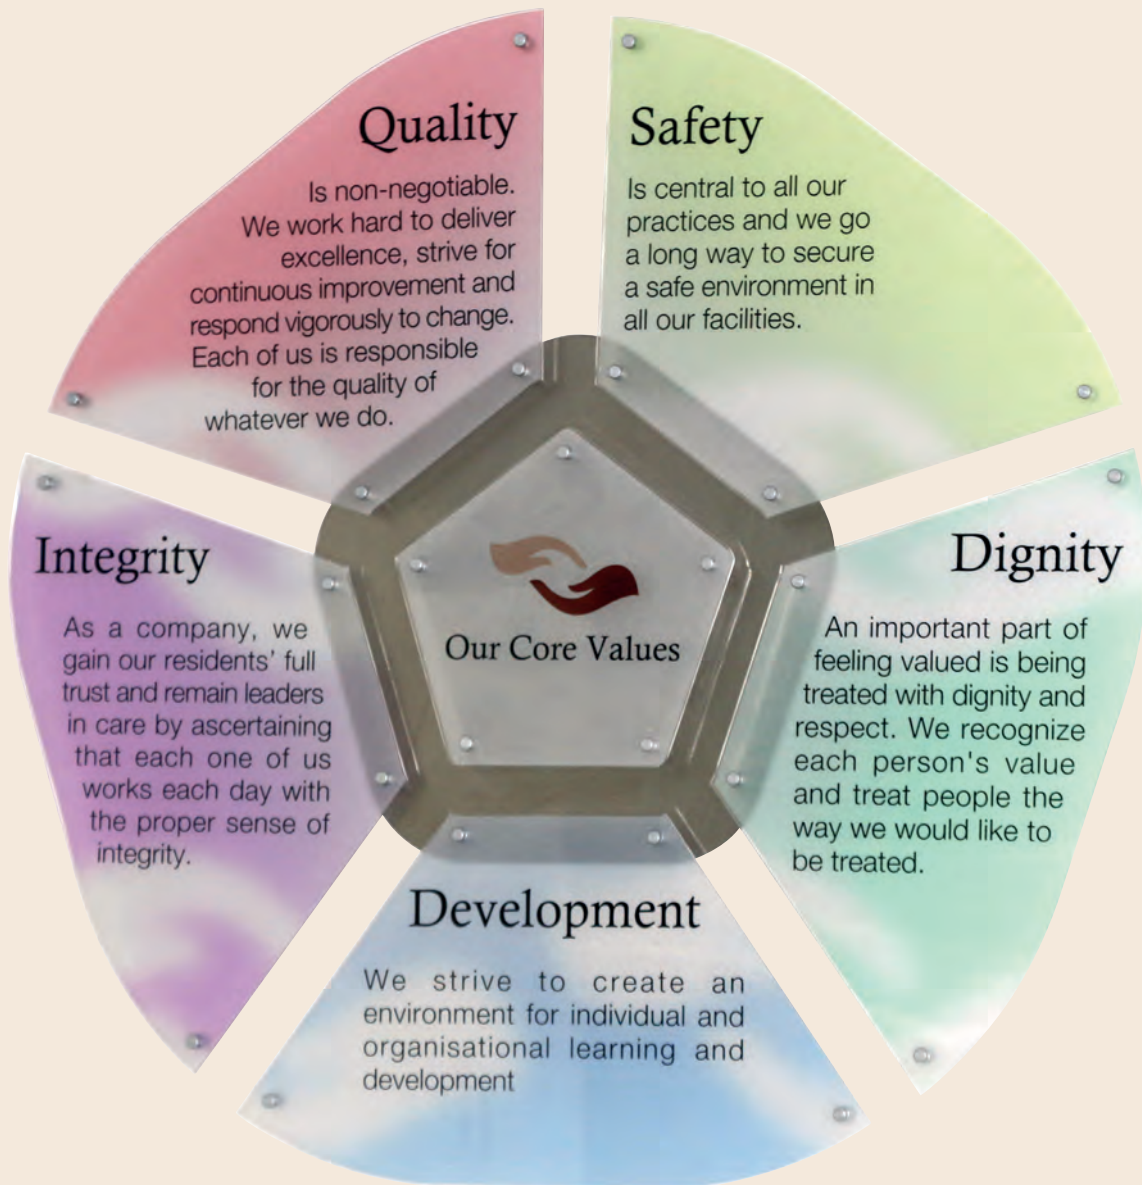 Quality
Is non-negotiable.
We work hard to deliver
excellence, strive for
continuous improvement and
respond vigorously to change.
Each of us is responsible
for the quality of
whatever we do.
Safety
Is central to all our
practices and we go
a long way to secure
a safe environment in
all our facilities.
Integrity
As a company, we
gain our residents' full
trust and remain leaders
in care by ascertaining
that each one of us
works each day with
the proper sense of
integrity.
Our Core Values
Dignity
An important part of
feeling valued is being
treated with dignity and
respect. We recognize
each person's value
and treat people the
way we would like to
be treated.
Development
We strive to create an
environment for individual and
organisational learning and
development